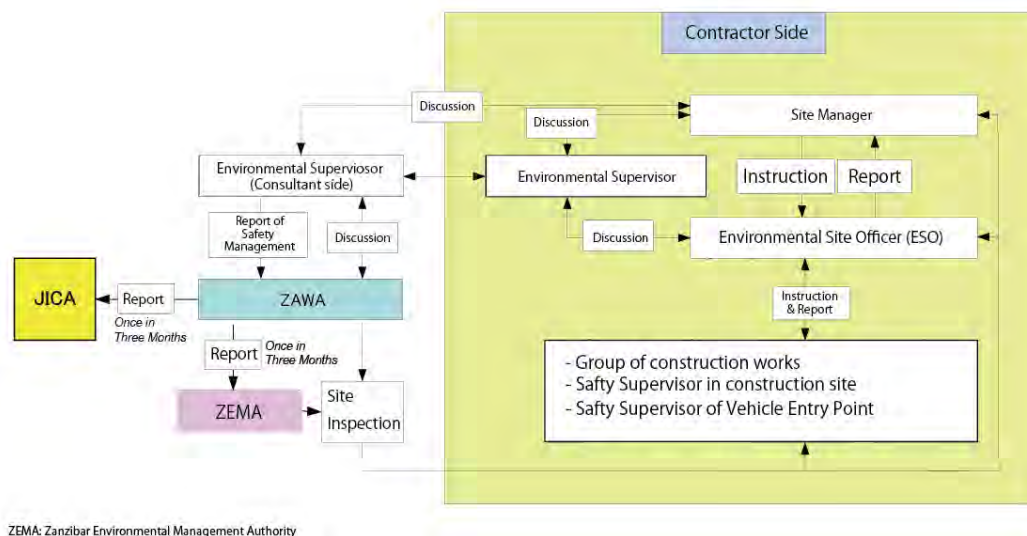 Contractor Side
Discussion
Site Manager
Discussion
Environmental Superviosor
(Consultant side)
Environmental Supervisor
Instruction
Report
Report of
Safety
Management
Discussion
Discussion
Environmental Site Officer (ESO)
JICA
Report
Once in
Three Months
ZAWA
Instruction
& Report
Report
Once in
Three Months
- Group of construction works
- Safty Supervisor in construction site
- Safty Supervisor of Vehicle Entry Point
ZEMA
Site
Inspection
ZEMA: Zanzibar Environmental Management Authority